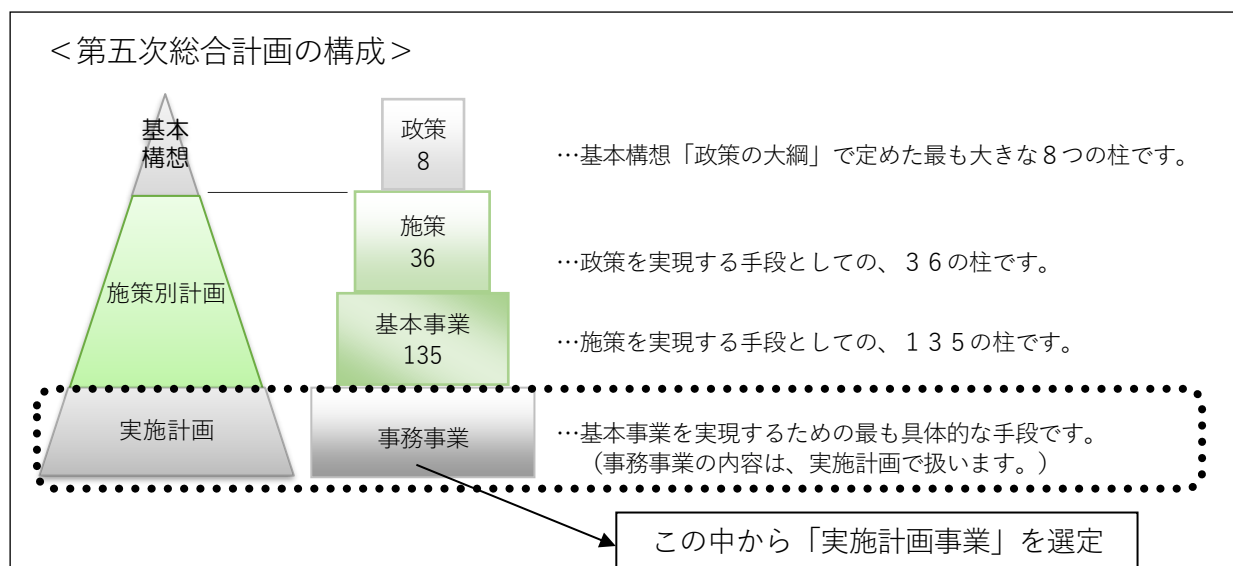 ＜第五次総合計画の構成＞
基本
構想
政策
8
…基本構想「政策の大綱」で定めた最も大きな８つの柱です。
施策
36
…政策を実現する手段としての、３６の柱です。
施策別計画
基本事業
135
…施策を実現する手段としての、１３５の柱です。
実施計画
事務事業
…基本事業を実現するための最も具体的な手段です。
（事務事業の内容は、実施計画で扱います。）
この中から「実施計画事業」を選定